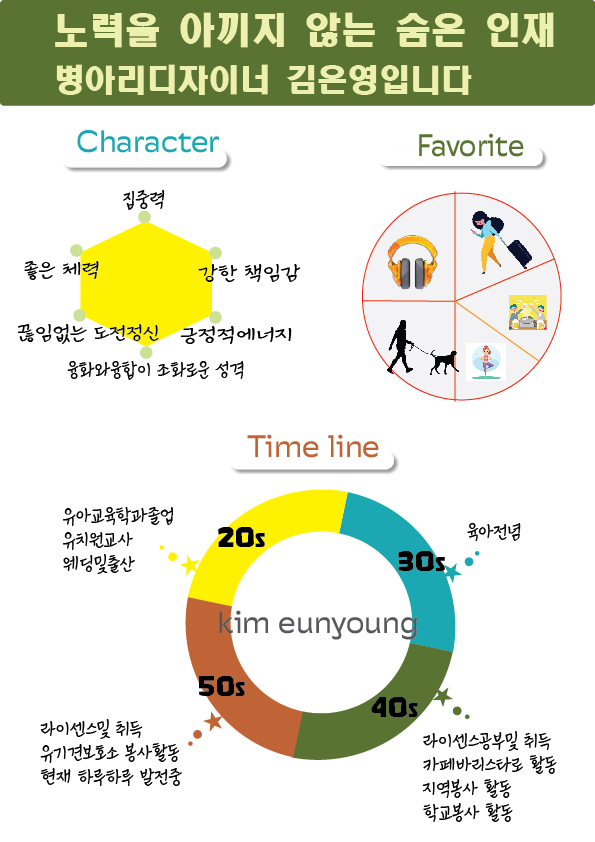 노력을 아끼지 않는 숨은 인재
병아리디자이너 김은영입니다
Character
Favorite
집중력
좋은 체력
강한 책임감
끊임없는 도전정신
긍정적에너지
융화와융합이 조화로운 성격
Time line
유아교육학과졸업
유치원교사
웨딩및출산
20s
30s
육아전념
kim eunyoung
50s
40s
라이센스및 취득
유기견보호소 봉사활동
현재 하루하루 발전중
라이센스공부및 취득
카페바리스타로 활동
지역봉사 활동
학교봉사 활동